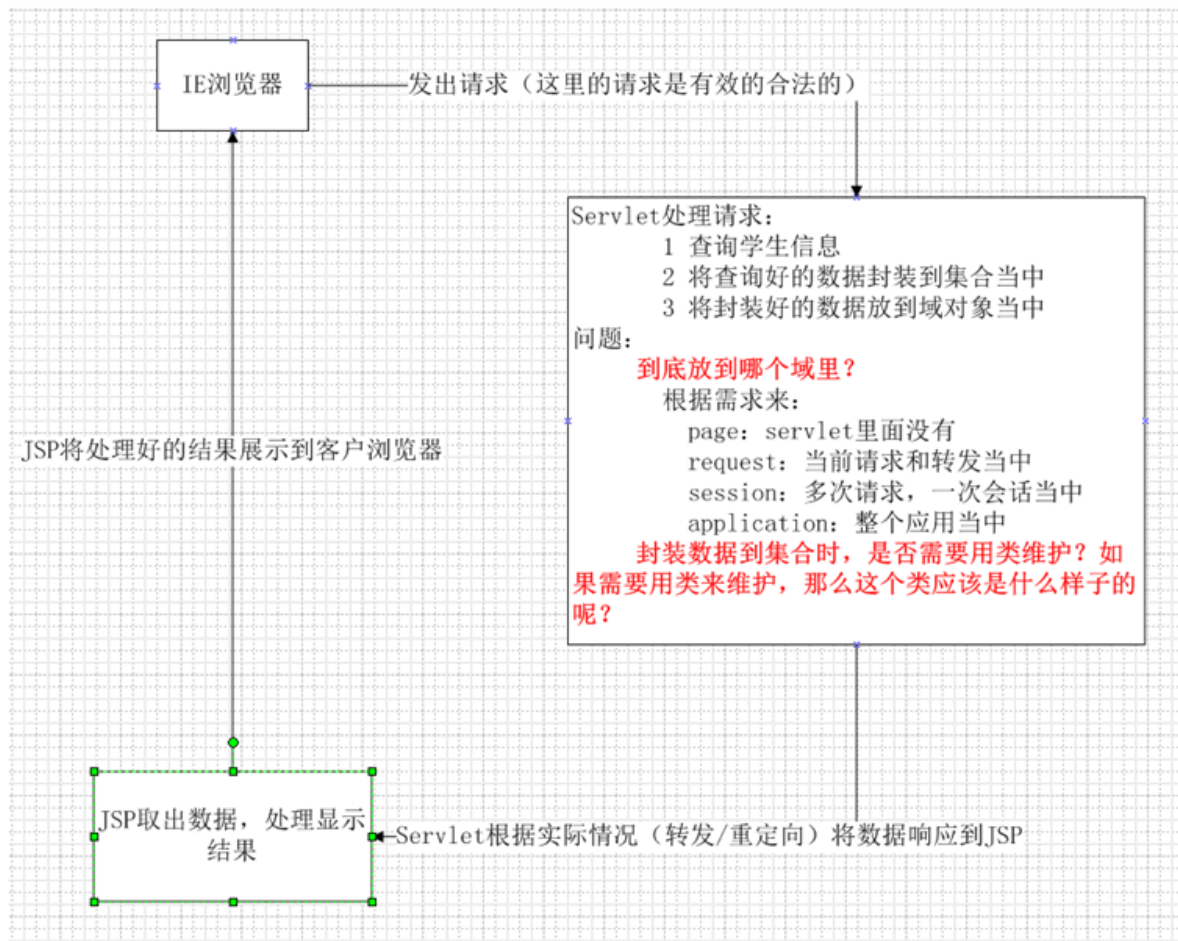 IE浏览器
发出请求（这里的请求是有效的合法的）
Servlet处理请求：
1 查询学生信息
2 将查询好的数据封装到集合当中
3 将封装好的数据放到域对象当中
问题：
到底放到哪个域里？
根据需求来：
page：servlet里面没有
request：当前请求和转发当中
session：多次请求，一次会话当中
application：整个应用当中
封装数据到集合时，是否需要用类维护？如
果需要用类来维护，那么这个类应该是什么样子的
呢？
JSP将处理好的结果展示到客户浏览器
JSP取出数据，处理显示
结果
Servlet根据实际情况（转发/重定向）将数据响应到JSP